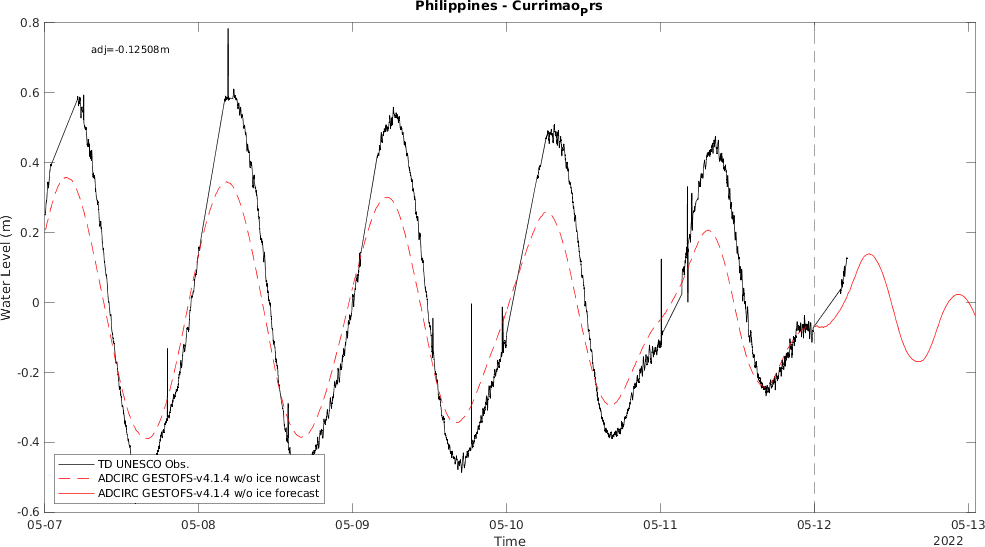 Philippines - Currimao_prs
adj=-0.12508m
0.8
0.6
0.4
0.2
0
-0.2
-0.4
-0.6
Water Level (m)
TD UNESCO Obs.
ADCIRC GESTOFS-v4.1.4 w/o ice nowcast
ADCIRC GESTOFS-v4.1.4 w/o ice forecast
05-07 05-08 05-09 05-10 05-11 05-12 05-13
Time
2022